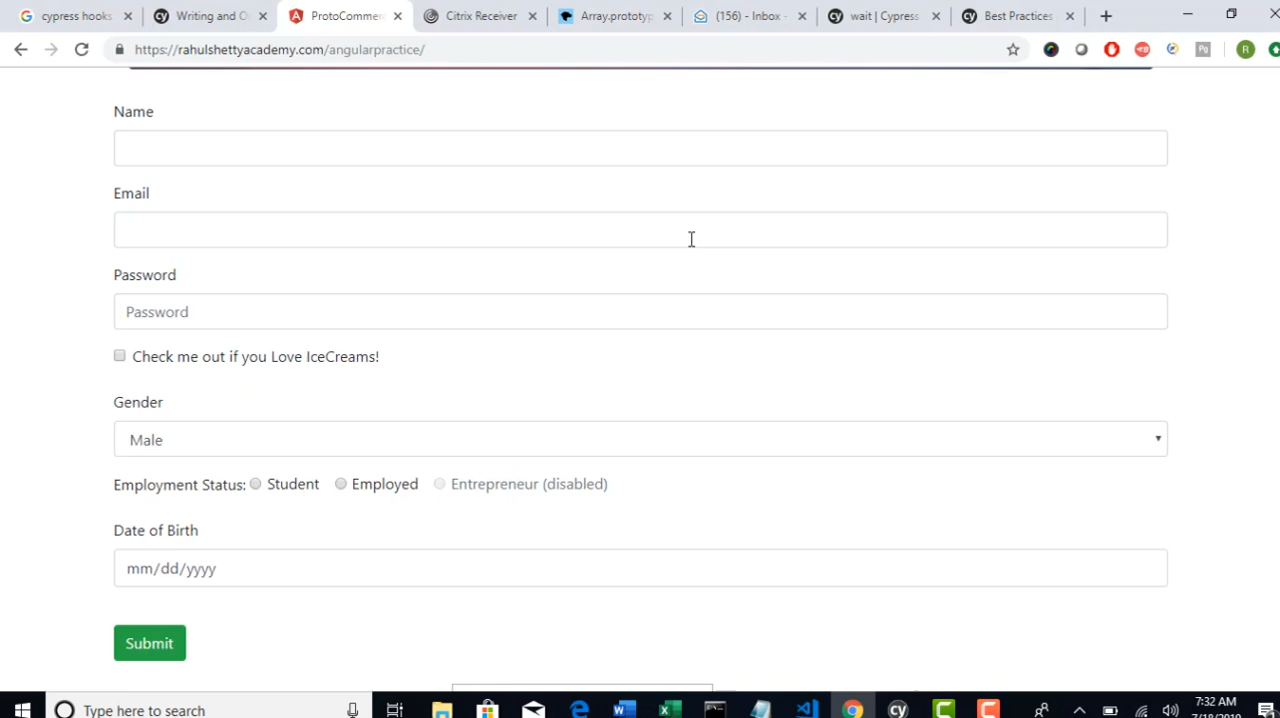 cypress hooks
Writing and O
ProtoCommer
Citrix Receiver
Array.prototyp
(156) - Inbox -
wait | Cypress
Best Practices
https://rahulshettyacademy.com/angularpractice/
Name
Email
Password
Password
Check me out if you Love IceCreams!
Gender
Male
Employment Status: Student Employed Entrepreneur (disabled)
Date of Birth
mm/dd/yyyy
Submit
Type here to search
7:32 AM